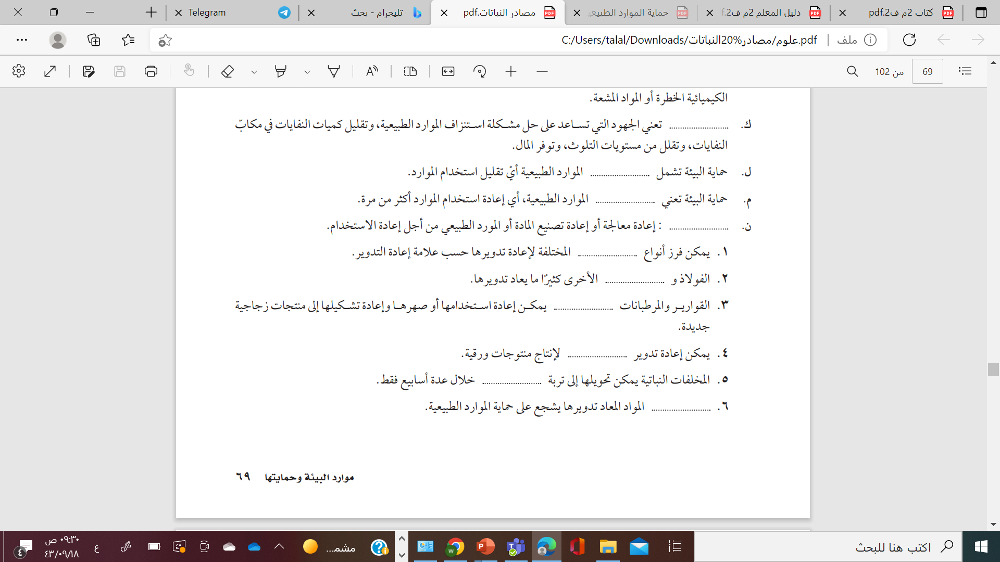 كتاب 2م ف2.pdf
دليل المعلم 2م ف2.
حماية الموارد الطبيعي
مصادر النباتات.pdf
تليجرام - بحث
Telegram
ملف
C:/Users/talal/Downloads/علوم/مصادر%20النباتات.pdf
69
من 102
الكيميائية الخطرة أو المواد المشعة.
ك. ........................ تعني الجهود التي تساعد على حل مشكلة استنزاف الموارد الطبيعية، وتقليل كميات النفايات في مكابّ
النفايات، وتقلل من مستويات التلوث، وتوفر المال.
ل. حماية البيئة تشمل ........................ الموارد الطبيعية أيْ تقليل استخدام الموارد.
م. حماية البيئة تعني ........................ الموارد الطبيعية، أي إعادة استخدام الموارد أكثر من مرة.
ن. ........................ : إعادة معالجة أو إعادة تصنيع المادة أو المورد الطبيعي من أجل إعادة الاستخدام.
١. يمكن فرز أنواع ........................ المختلفة لإعادة تدويرها حسب علامة إعادة التدوير.
٢. الفولاذ و ........................ الأخرى كثيرًا ما يعاد تدويرها.
٣. القوارير والمرطبانات ........................ يمكن إعادة استخدامها أو صهرها وإعادة تشكيلها إلى منتجات زجاجية
جديدة.
٤. يمكن إعادة تدوير ........................ لإنتاج منتوجات ورقية.
٥. المخلفات النباتية يمكن تحويلها إلى تربة ........................ خلال عدة أسابيع فقط.
٦. ........................ المواد المعاد تدويرها يشجع على حماية الموارد الطبيعية.
موارد البيئة وحمايتها ٦٩
اكتب هنا للبحث
مشمـ...
ع
٠٩:٣٠ ص
٤٣/٠٩/١٨
٤